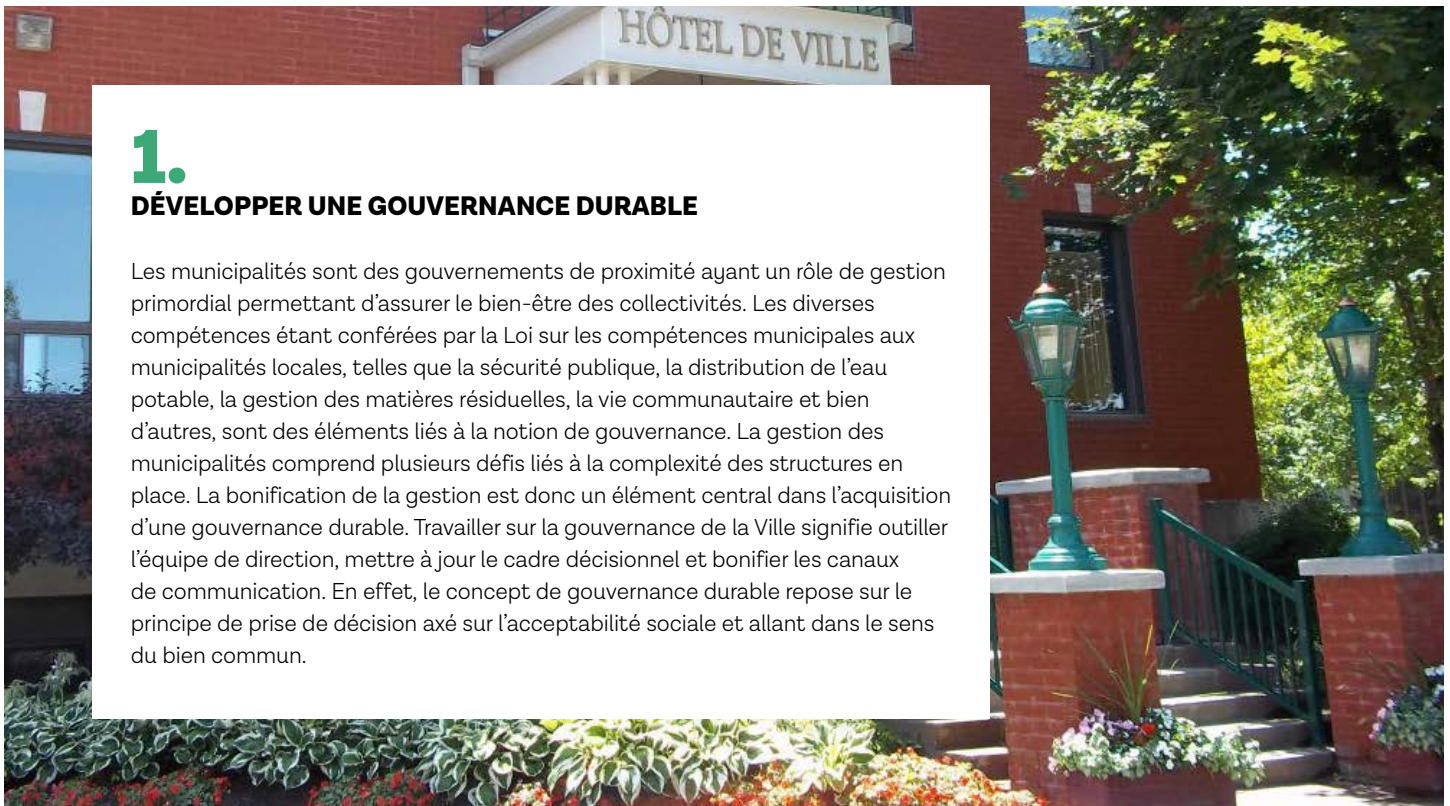 HÔTEL DE VILLE
1.
DÉVELOPPER UNE GOUVERNANCE DURABLE
Les municipalités sont des gouvernements de proximité ayant un rôle de gestion
primordial permettant d’assurer le bien-être des collectivités. Les diverses
compétences étant conférées par la Loi sur les compétences municipales aux
municipalités locales, telles que la sécurité publique, la distribution de l’eau
potable, la gestion des matières résiduelles, la vie communautaire et bien
d’autres, sont des éléments liés à la notion de gouvernance. La gestion des
municipalités comprend plusieurs défis liés à la complexité des structures en
place. La bonification de la gestion est donc un élément central dans l’acquisition
d’une gouvernance durable. Travailler sur la gouvernance de la Ville signifie outiller
l’équipe de direction, mettre à jour le cadre décisionnel et bonifier les canaux
de communication. En effet, le concept de gouvernance durable repose sur le
principe de prise de décision axé sur l’acceptabilité sociale et allant dans le sens
du bien commun.